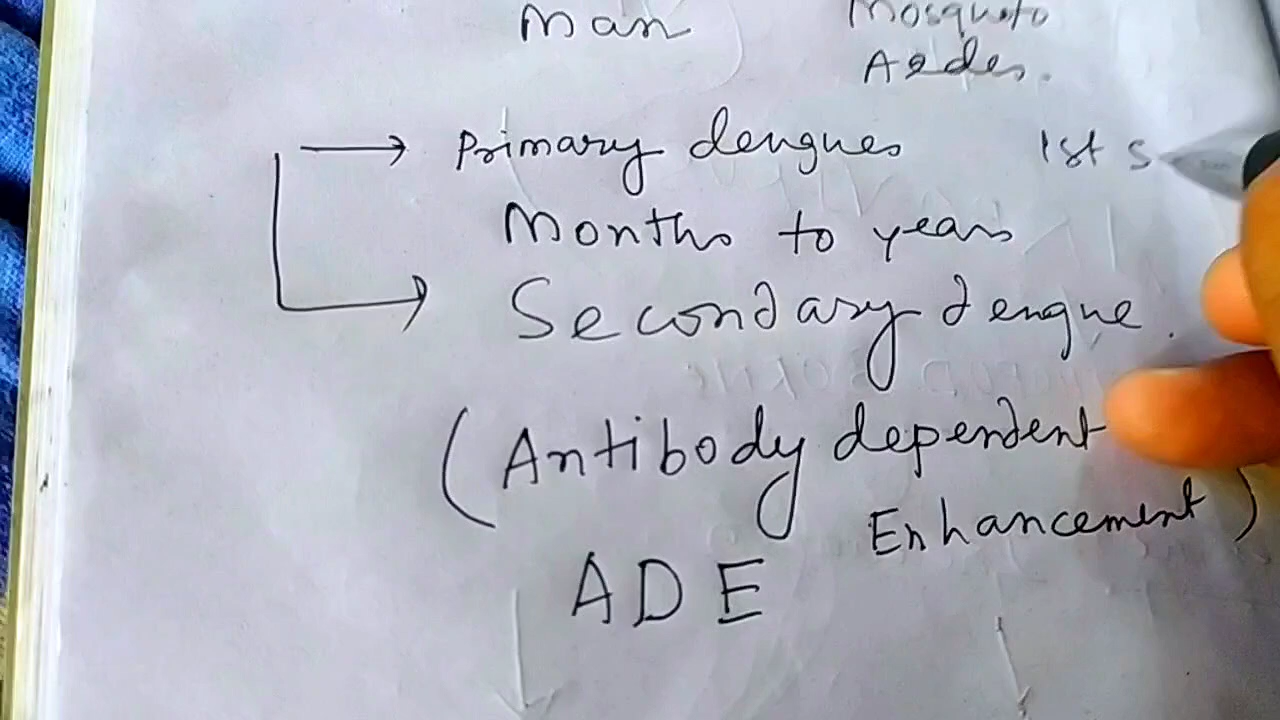 Man Mosquito
Aedes.
Primary dengues 1st s
Months to years
Secondary dengue.
(Antibody dependent
Enhancement)
ADE